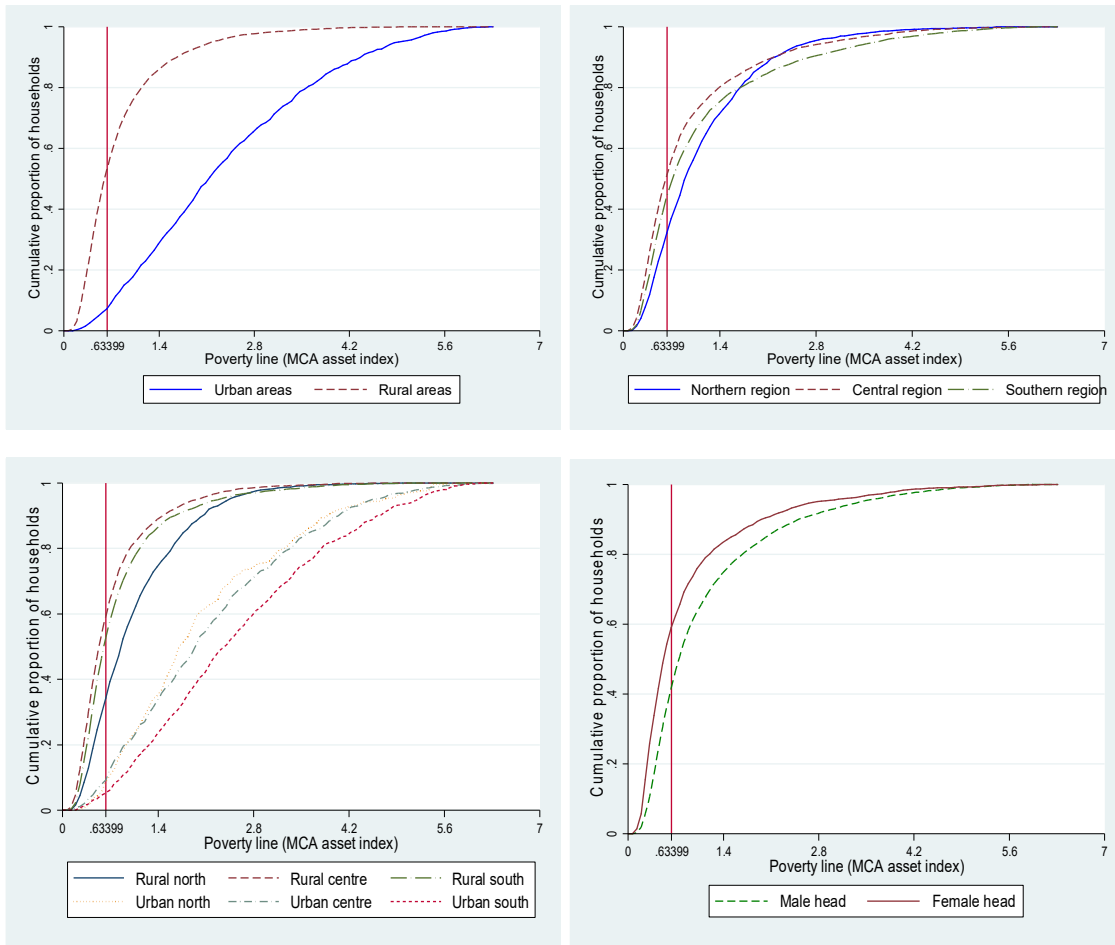 Cumulative proportion of households
1
.8
.6
.4
.2
0
0 .63399 1.4 2.8 4.2 5.6 7
Poverty line (MCA asset index)
Urban areas Rural areas
Cumulative proportion of households
1
.8
.6
.4
.2
0
0 .63399 1.4 2.8 4.2 5.6 7
Poverty line (MCA asset index)
Northern region Central region Southern region
Cumulative proportion of households
1
.8
.6
.4
.2
0
0 .63399 1.4 2.8 4.2 5.6 7
Poverty line (MCA asset index)
Rural north Rural centre Rural south
Urban north Urban centre Urban south
Cumulative proportion of households
1
.8
.6
.4
.2
0
0 .63399 1.4 2.8 4.2 5.6 7
Poverty line (MCA asset index)
Male head Female head